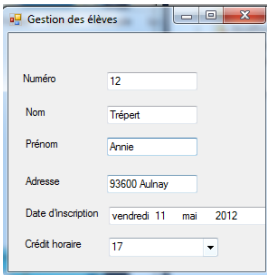 Gestion des élèves
Numéro 12
Nom Trépert
Prénom Annie
Adresse 93600 Aulnay
Date d'inscription vendredi 11 mai 2012
Crédit horaire 17